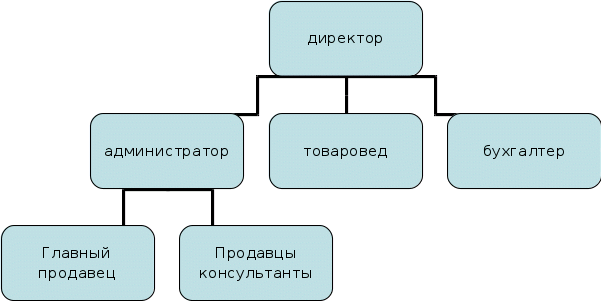 директор
администратор
товаровед
бухгалтер
Главный
продавец
Продавцы
консультанты